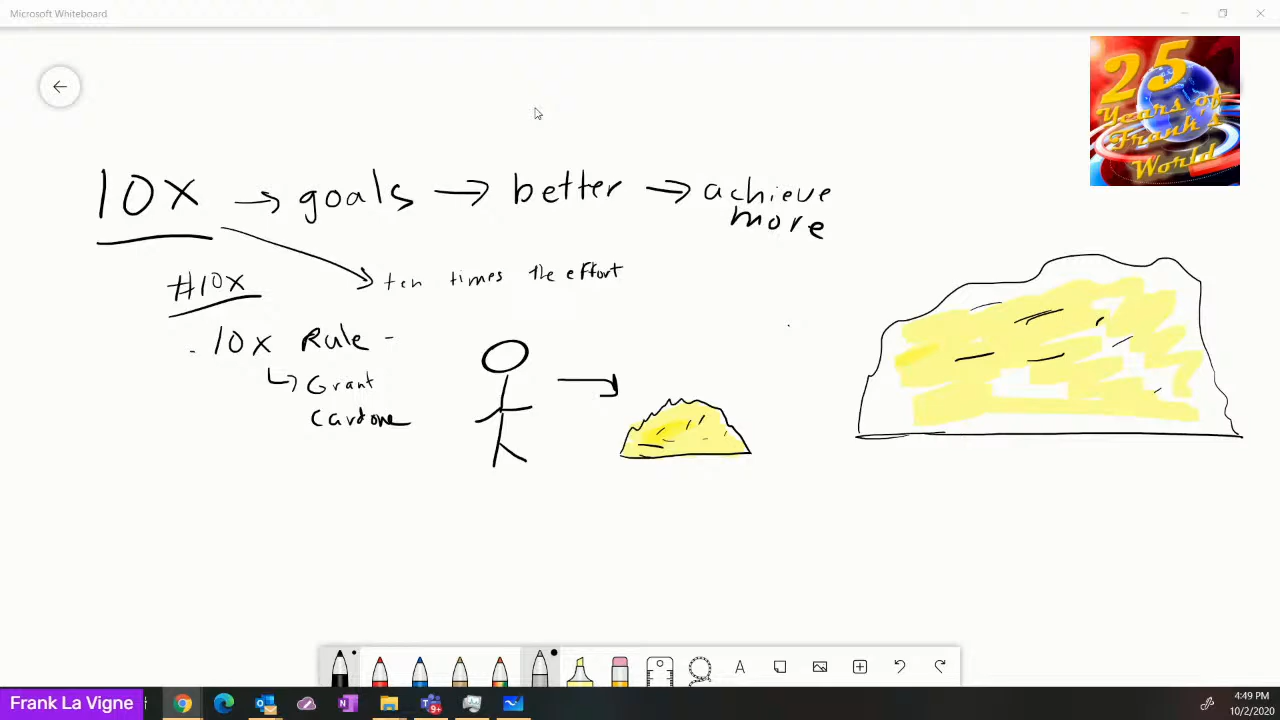 Microsoft Whiteboard
25
Years of
Frank's
World
10X → goals → better → achieve
more
#10X
ten times the effort
10x Rule -
Grant
Cardone
A
Frank La Vigne
N
9+
4:49 PM
10/2/2020